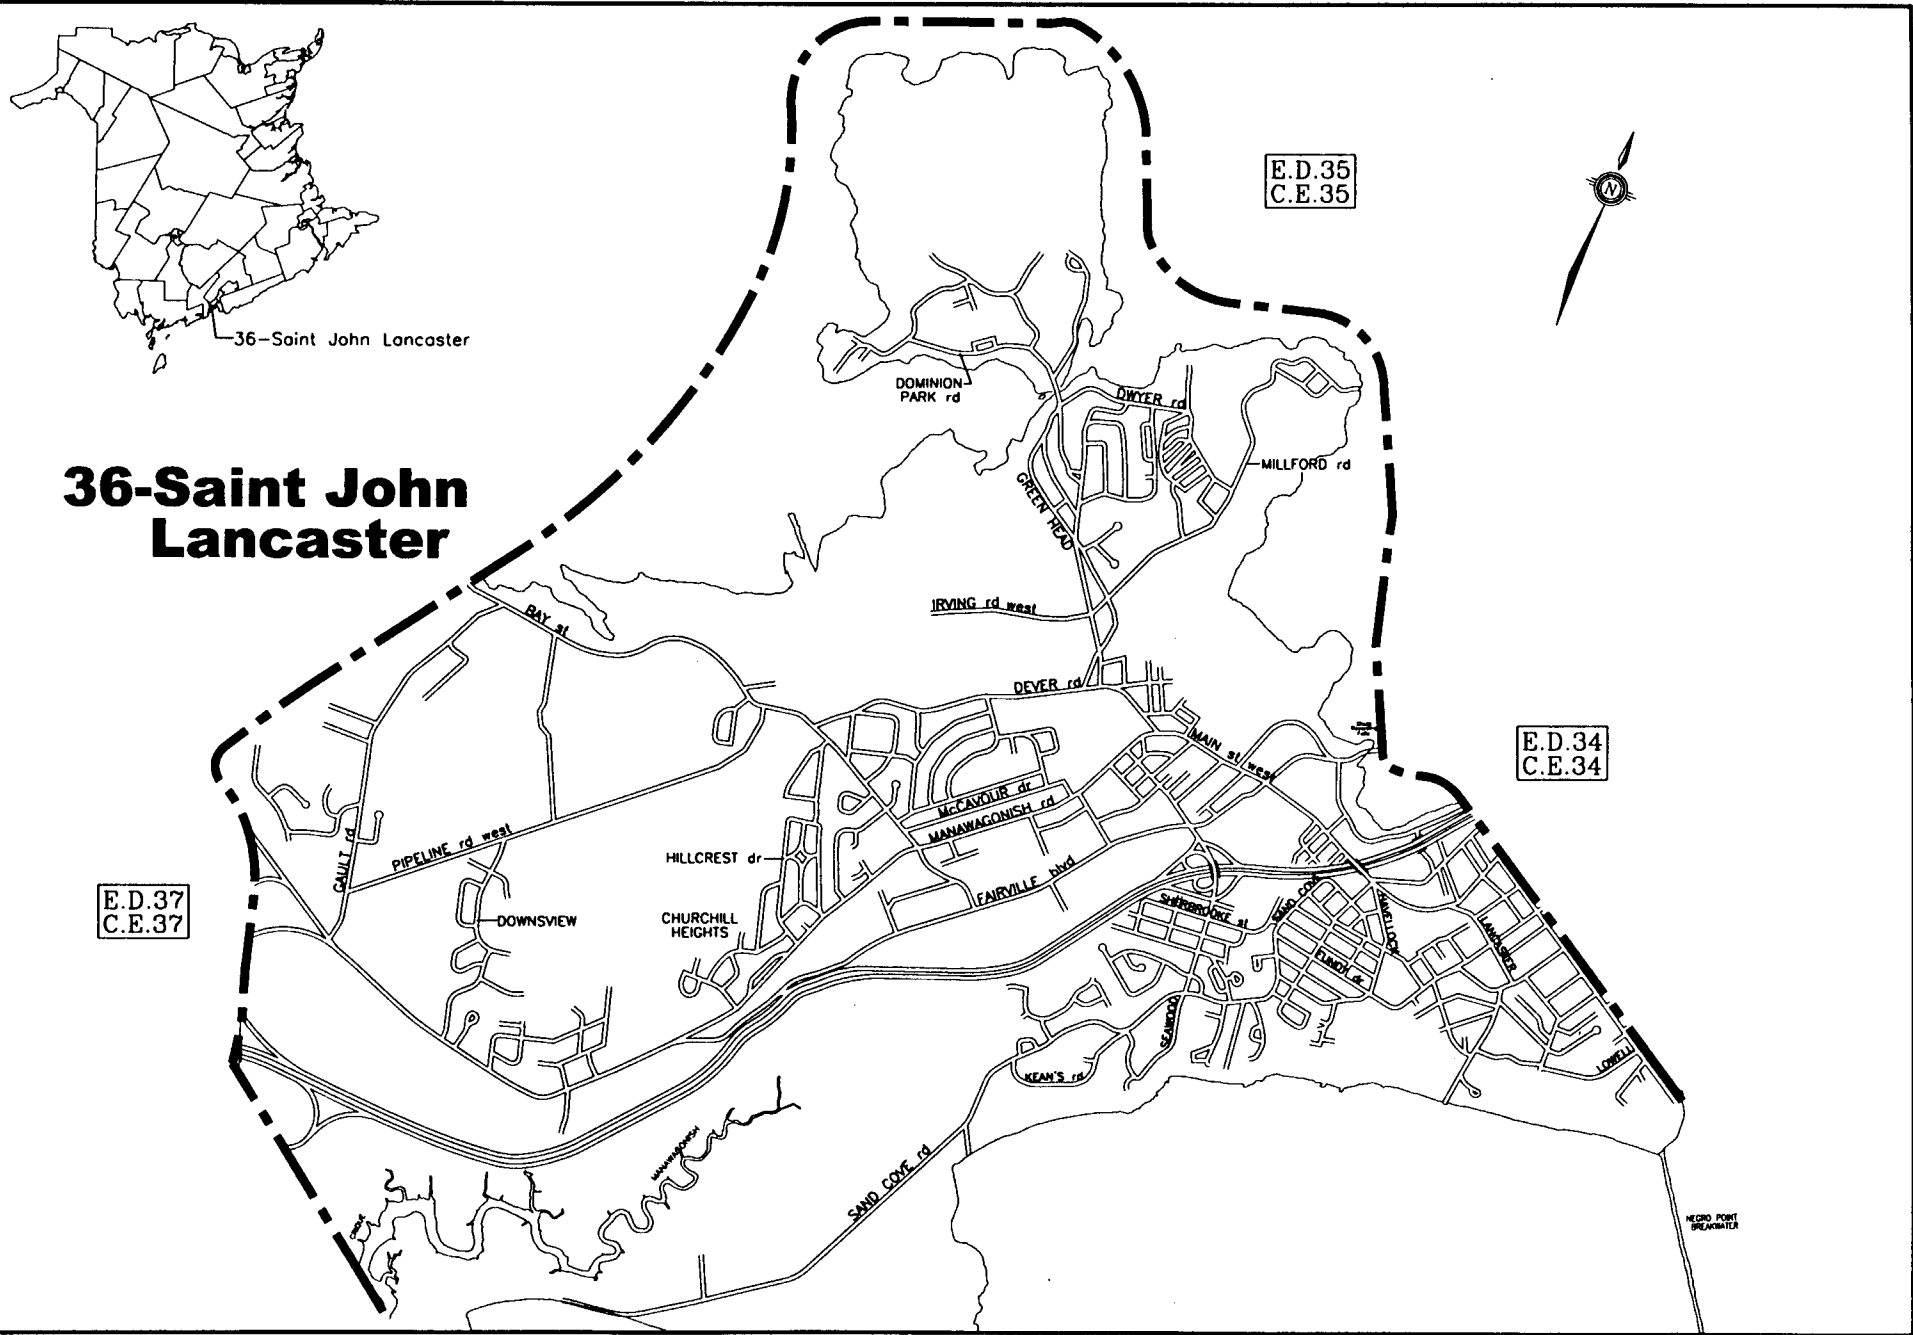 E.D.35
C.E.35
N
36-Saint John Lancaster
DOMINION
PARK rd
DWYER rd
36-Saint John
Lancaster
MILLFORD rd
GREEN HEAD
IRVING rd west
BAY st
DEVER rd
MAIN st west
E.D.34
C.E.34
McCAVOUR dr
MANAWAGONISH rd
PIPELINE rd west
GAULT rd
HILLCREST dr
FAIRVILLE blvd
E.D.37
C.E.37
DOWNSVIEW
CHURCHILL
HEIGHTS
SHERBROOKE st
SAND COVE
HAVELOCK
LANCASTER
FUNDY dr
SEAWOOD
KEAN'S rd
LOWELL
MANAWAGONISH
SAND COVE rd
NEGRO POINT
BREAKWATER